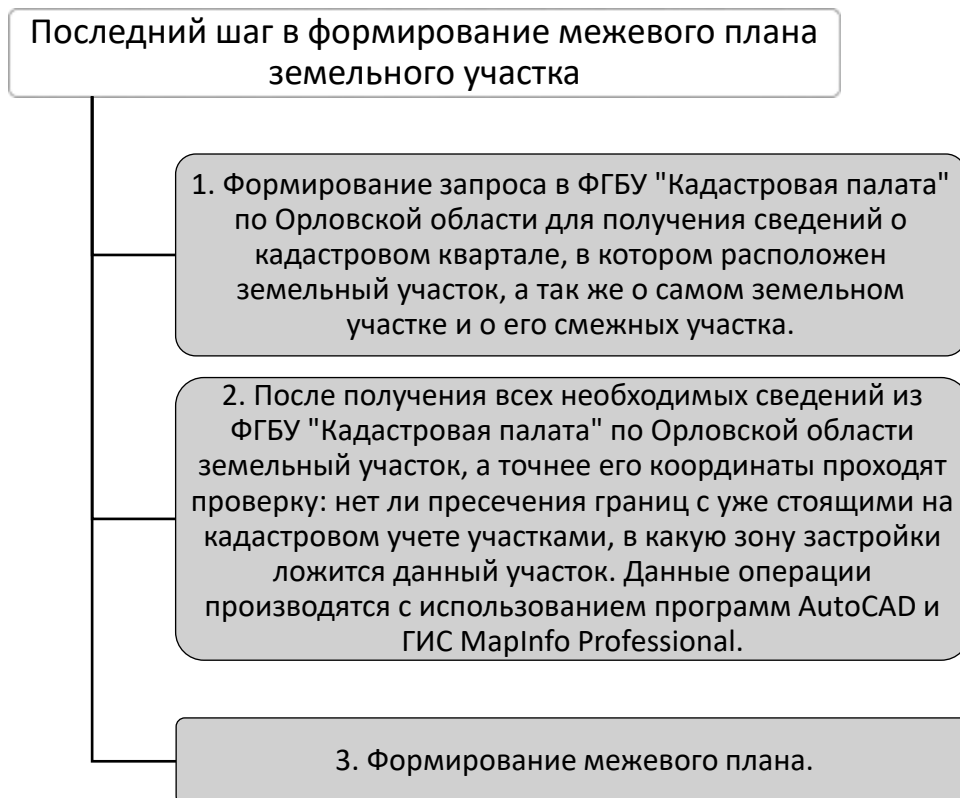 Последний шаг в формирование межевого плана
земельного участка
1. Формирование запроса в ФГБУ "Кадастровая палата"
по Орловской области для получения сведений о
кадастровом квартале, в котором расположен
земельный участок, а так же о самом земельном
участке и о его смежных участка.
2. После получения всех необходимых сведений из
ФГБУ "Кадастровая палата" по Орловской области
земельный участок, а точнее его координаты проходят
проверку: нет ли пресечения границ с уже стоящими на
кадастровом учете участками, в какую зону застройки
ложится данный участок. Данные операции
производятся с использованием программ AutoCAD и
ГИС MapInfo Professional.
3. Формирование межевого плана.